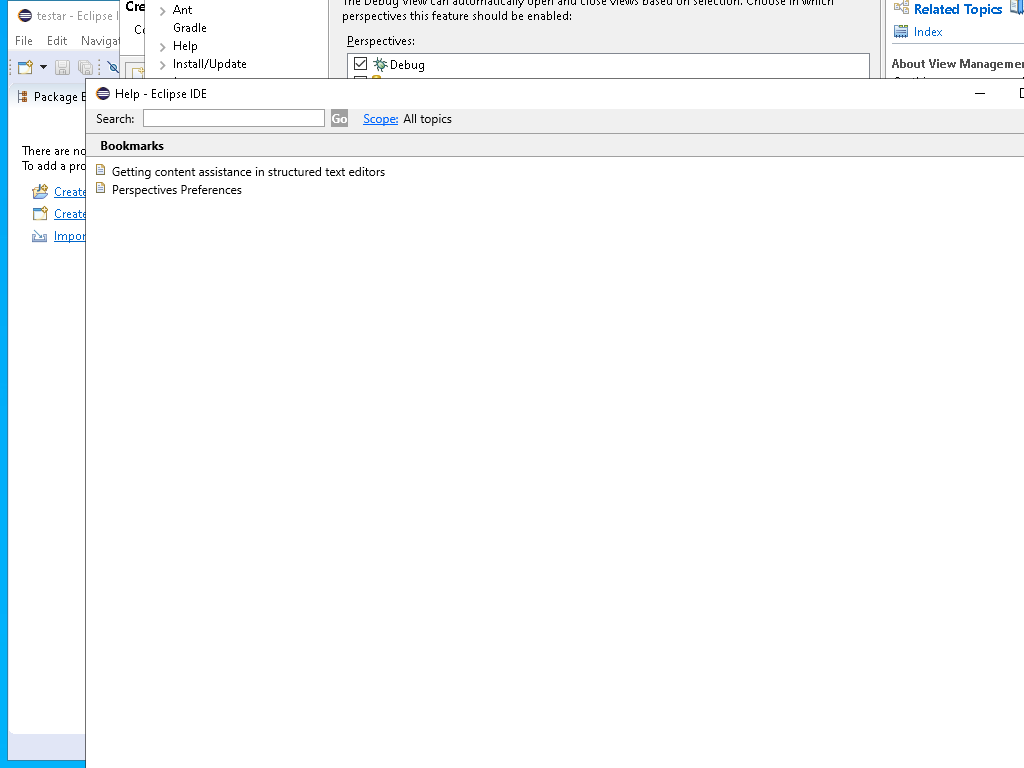 testar - Eclipse I
File Edit Navigat
Package E
There are no
To add a pro
Create
Create
Impor
Cre
Co
Ant
Gradle
Help
Install/Update
The Debug View can automatically open and close views based on selection. Choose in which
perspectives this feature should be enabled:
Perspectives:
Debug
Related Topics
Index
About View Managemen
Help - Eclipse IDE
Search: Go Scope: All topics
Bookmarks
Getting content assistance in structured text editors
Perspectives Preferences